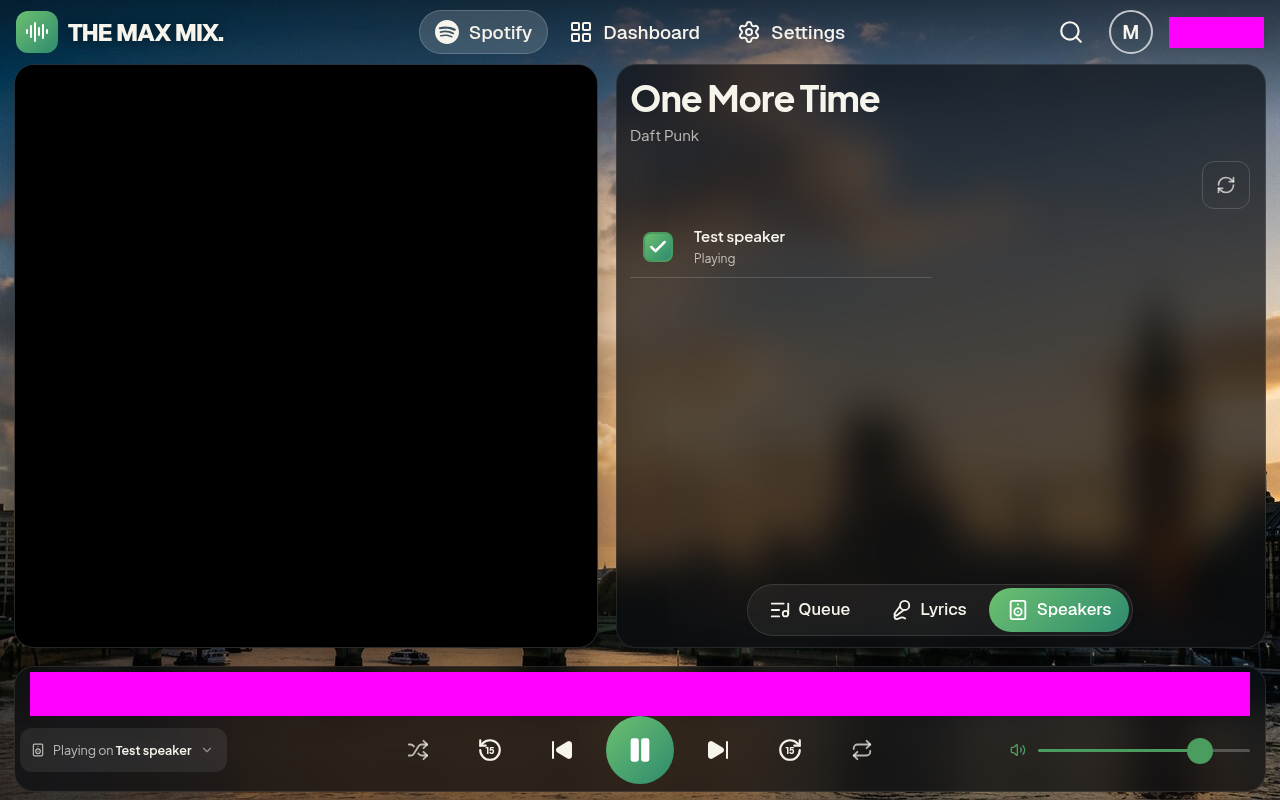 THE MAX MIX.
Spotify
Dashboard
Settings
M
One More Time
Daft Punk
Test speaker
Playing
Queue
Lyrics
Speakers
Playing on Test speaker
15
15